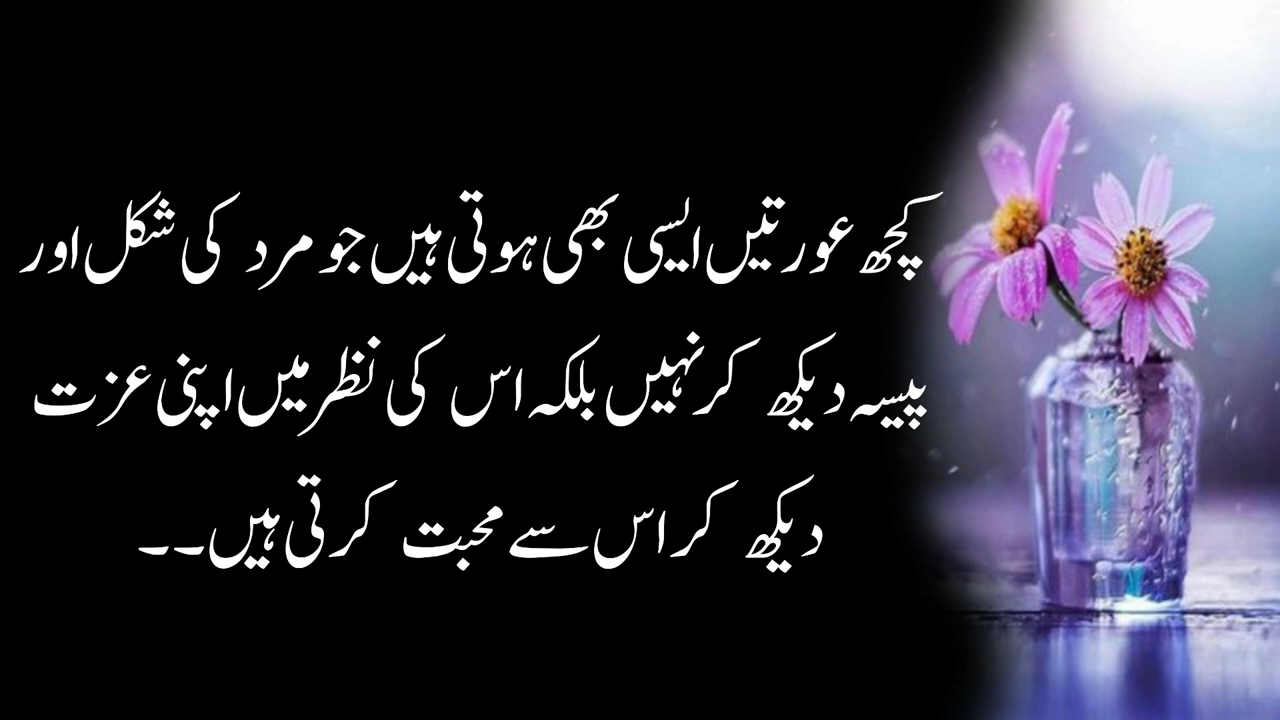 کچھ عورتیں ایسی بھی ہوتی ہیں جو مرد کی شکل اور
پیسہ دیکھ کر نہیں بلکہ اس کی نظر میں اپنی عزت
دیکھ کر اس سے محبت کرتی ہیں۔۔